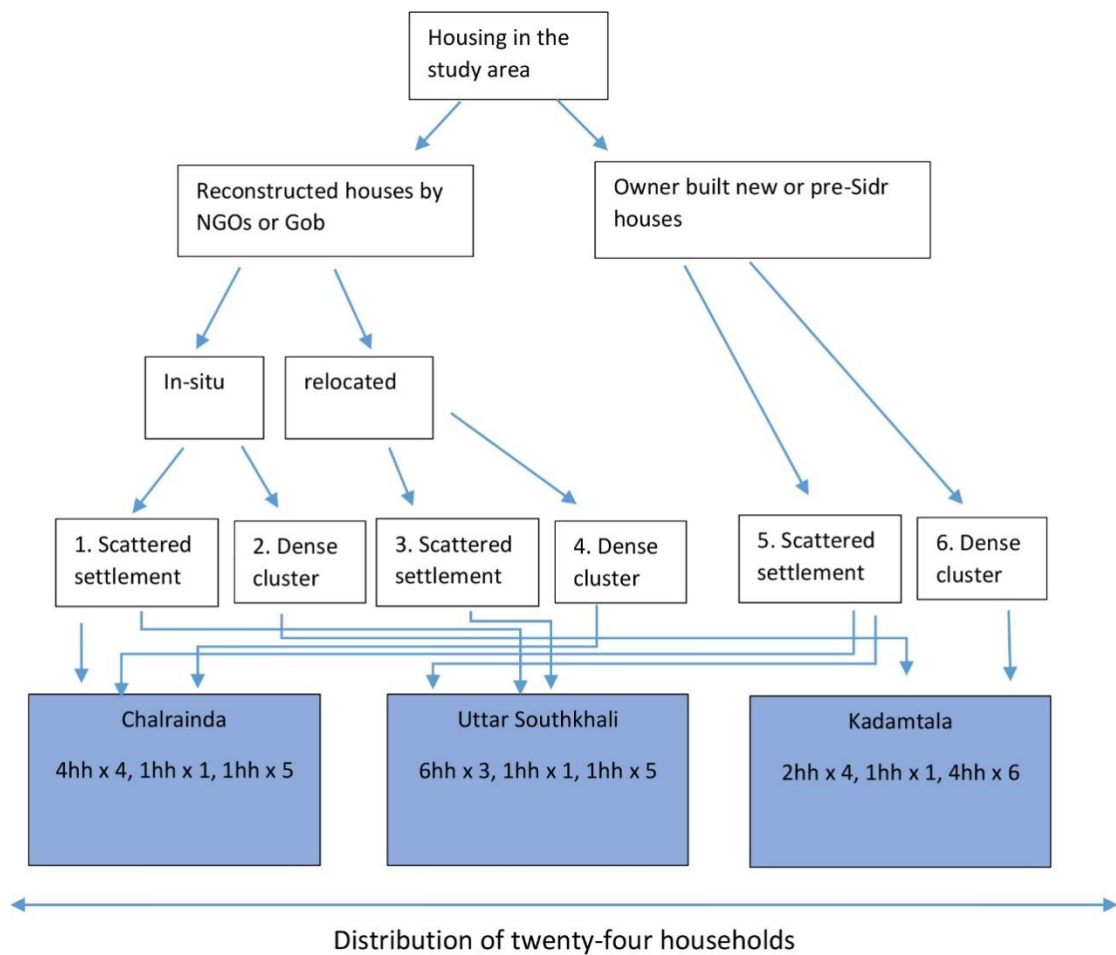 Housing in the
study area
Reconstructed houses by
NGOs or Gob
Owner built new or pre-Sidr
houses
In-situ
relocated
1. Scattered
settlement
2. Dense
cluster
3. Scattered
settlement
4. Dense
cluster
5. Scattered
settlement
6. Dense
cluster
Chalrainda
4hh x 4, 1hh x 1, 1hh x 5
Uttar Southkhali
6hh x 3, 1hh x 1, 1hh x 5
Kadamtala
2hh x 4, 1hh x 1, 4hh x 6
Distribution of twenty-four households